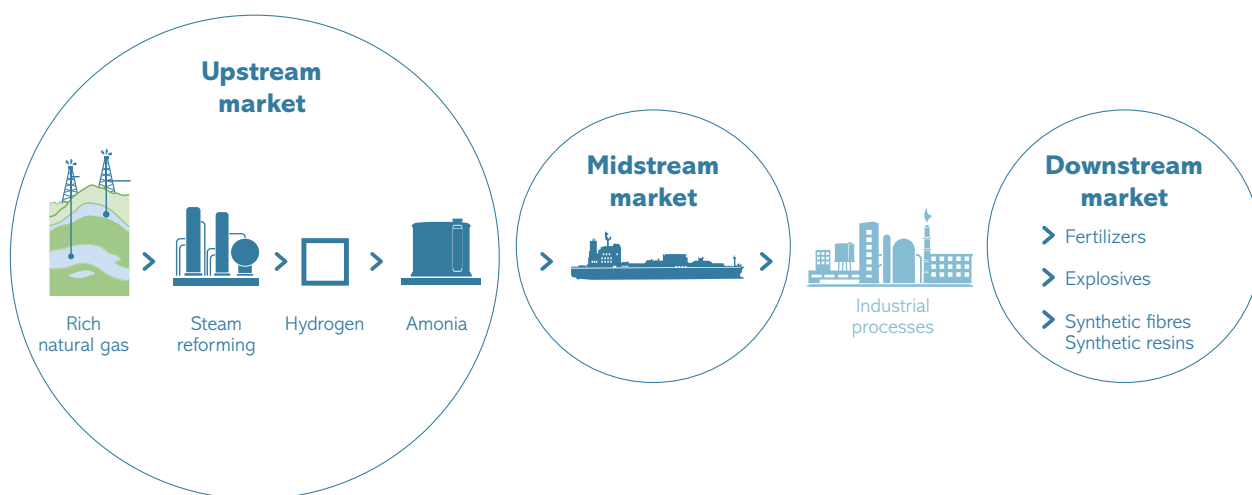 Upstream
market
Rich
natural gas
Steam
reforming
Hydrogen
Amonia
Midstream
market
Industrial
processes
Downstream
market
Fertilizers
Explosives
Synthetic fibres
Synthetic resins